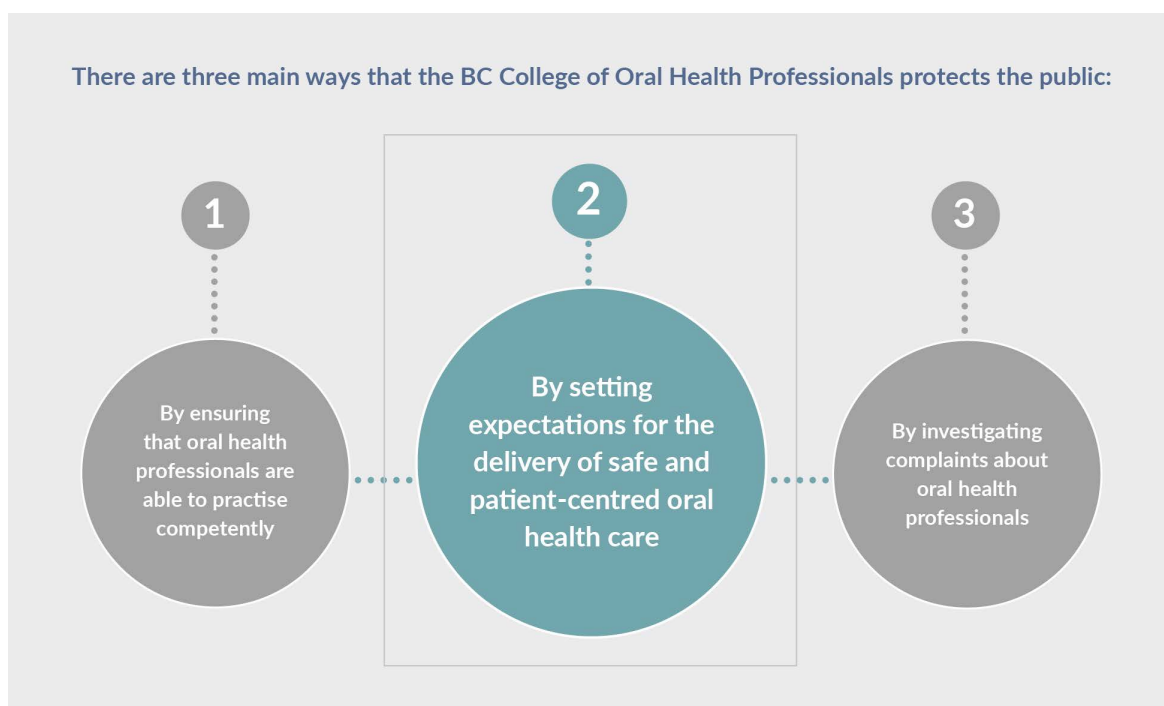 There are three main ways that the BC College of Oral Health Professionals protects the public:
1
By ensuring
that oral health
professionals are
able to practise
competently
2
By setting
expectations for the
delivery of safe and
patient-centred oral
health care
3
By investigating
complaints about
oral health
professionals